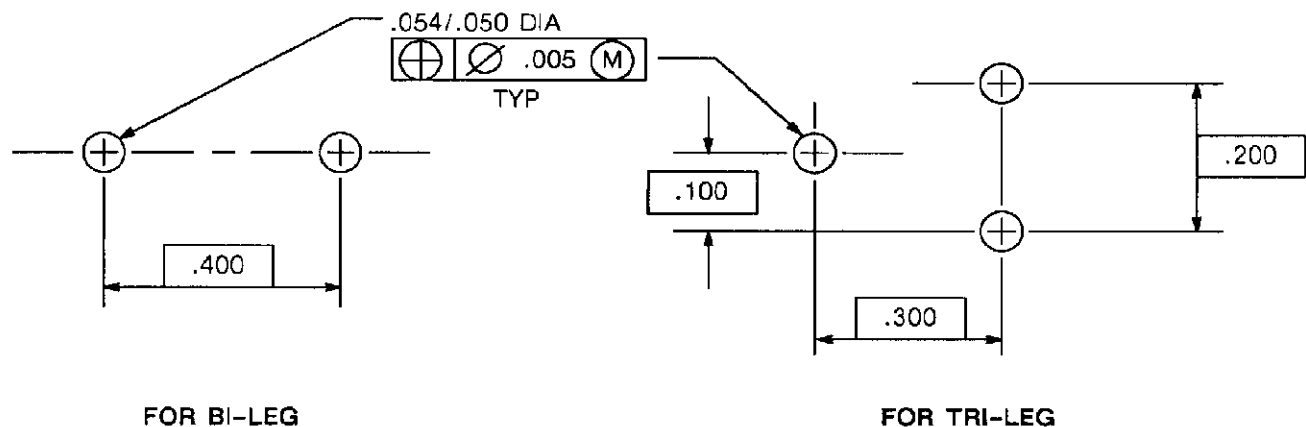 .054/.050 DIA
⌖ ⌀ .005 Ⓜ
TYP
.100
.200
.400
.300
FOR BI-LEG
FOR TRI-LEG